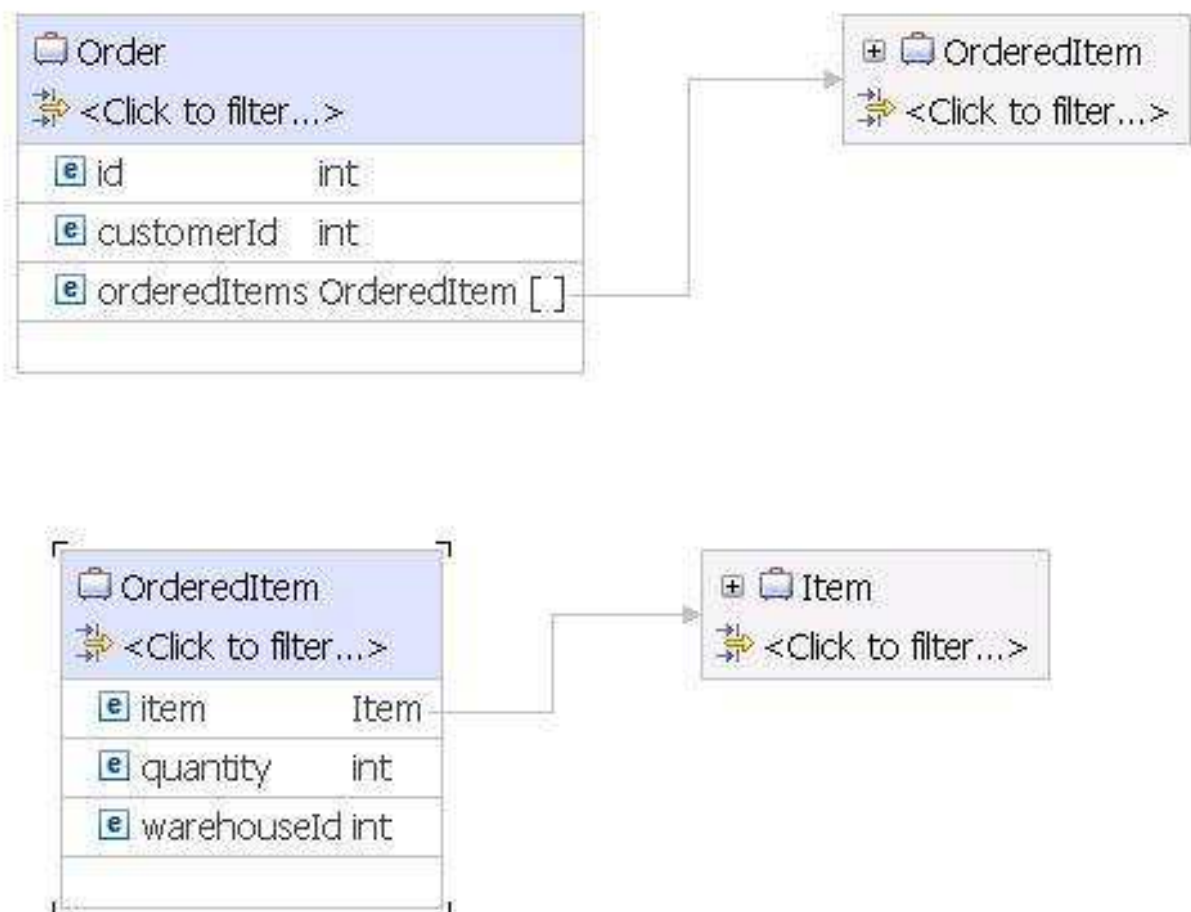 Order
<Click to filter...>
e id int
e customerId int
e orderedItems OrderedItem []
OrderedItem
<Click to filter...>
OrderedItem
<Click to filter...>
e item Item
e quantity int
e warehouseId int
Item
<Click to filter...>